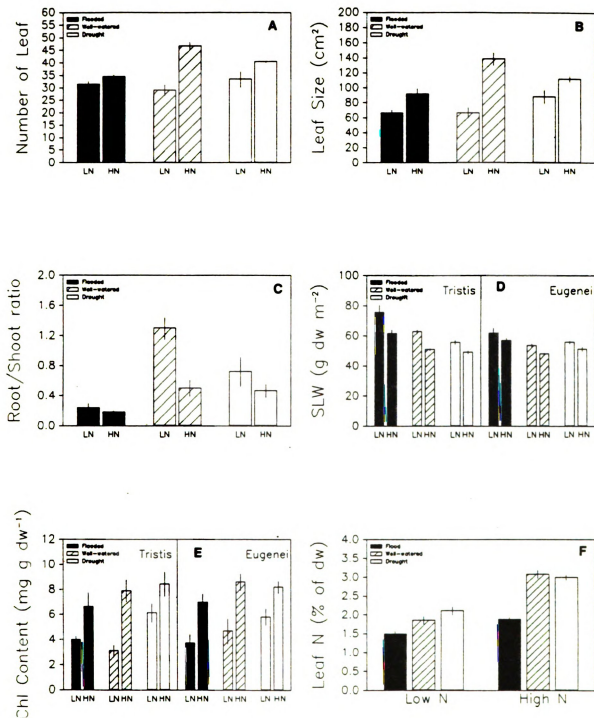 Number of Leaf
60
55
50
45
40
35
30
25
20
15
10
5
0
Flooded
Well-watered
Drought
A
LN HN LN HN LN HN
Leaf Size (cm²)
200
180
160
140
120
100
80
60
40
20
0
Flooded
Well-watered
Drought
B
LN HN LN HN LN HN
Root/Shoot ratio
2.0
1.6
1.2
0.8
0.4
0.0
Flooded
Well-watered
Drought
C
LN HN LN HN LN HN
SLW (g dw m⁻²)
100
80
60
40
20
0
Flooded
Well-watered
Drought
Tristis D Eugenei
LN HN LN HN LN HN LN HN LN HN LN HN
Chl Content (mg g dw⁻¹)
12
10
8
6
4
2
0
Flooded
Well-watered
Drought
Tristis E Eugenei
LN HN LN HN LN HN LN HN LN HN LN HN
Leaf N (% of dw)
4.0
3.5
3.0
2.5
2.0
1.5
1.0
0.5
0.0
Flood
Well-watered
Drought
F
Low N High N